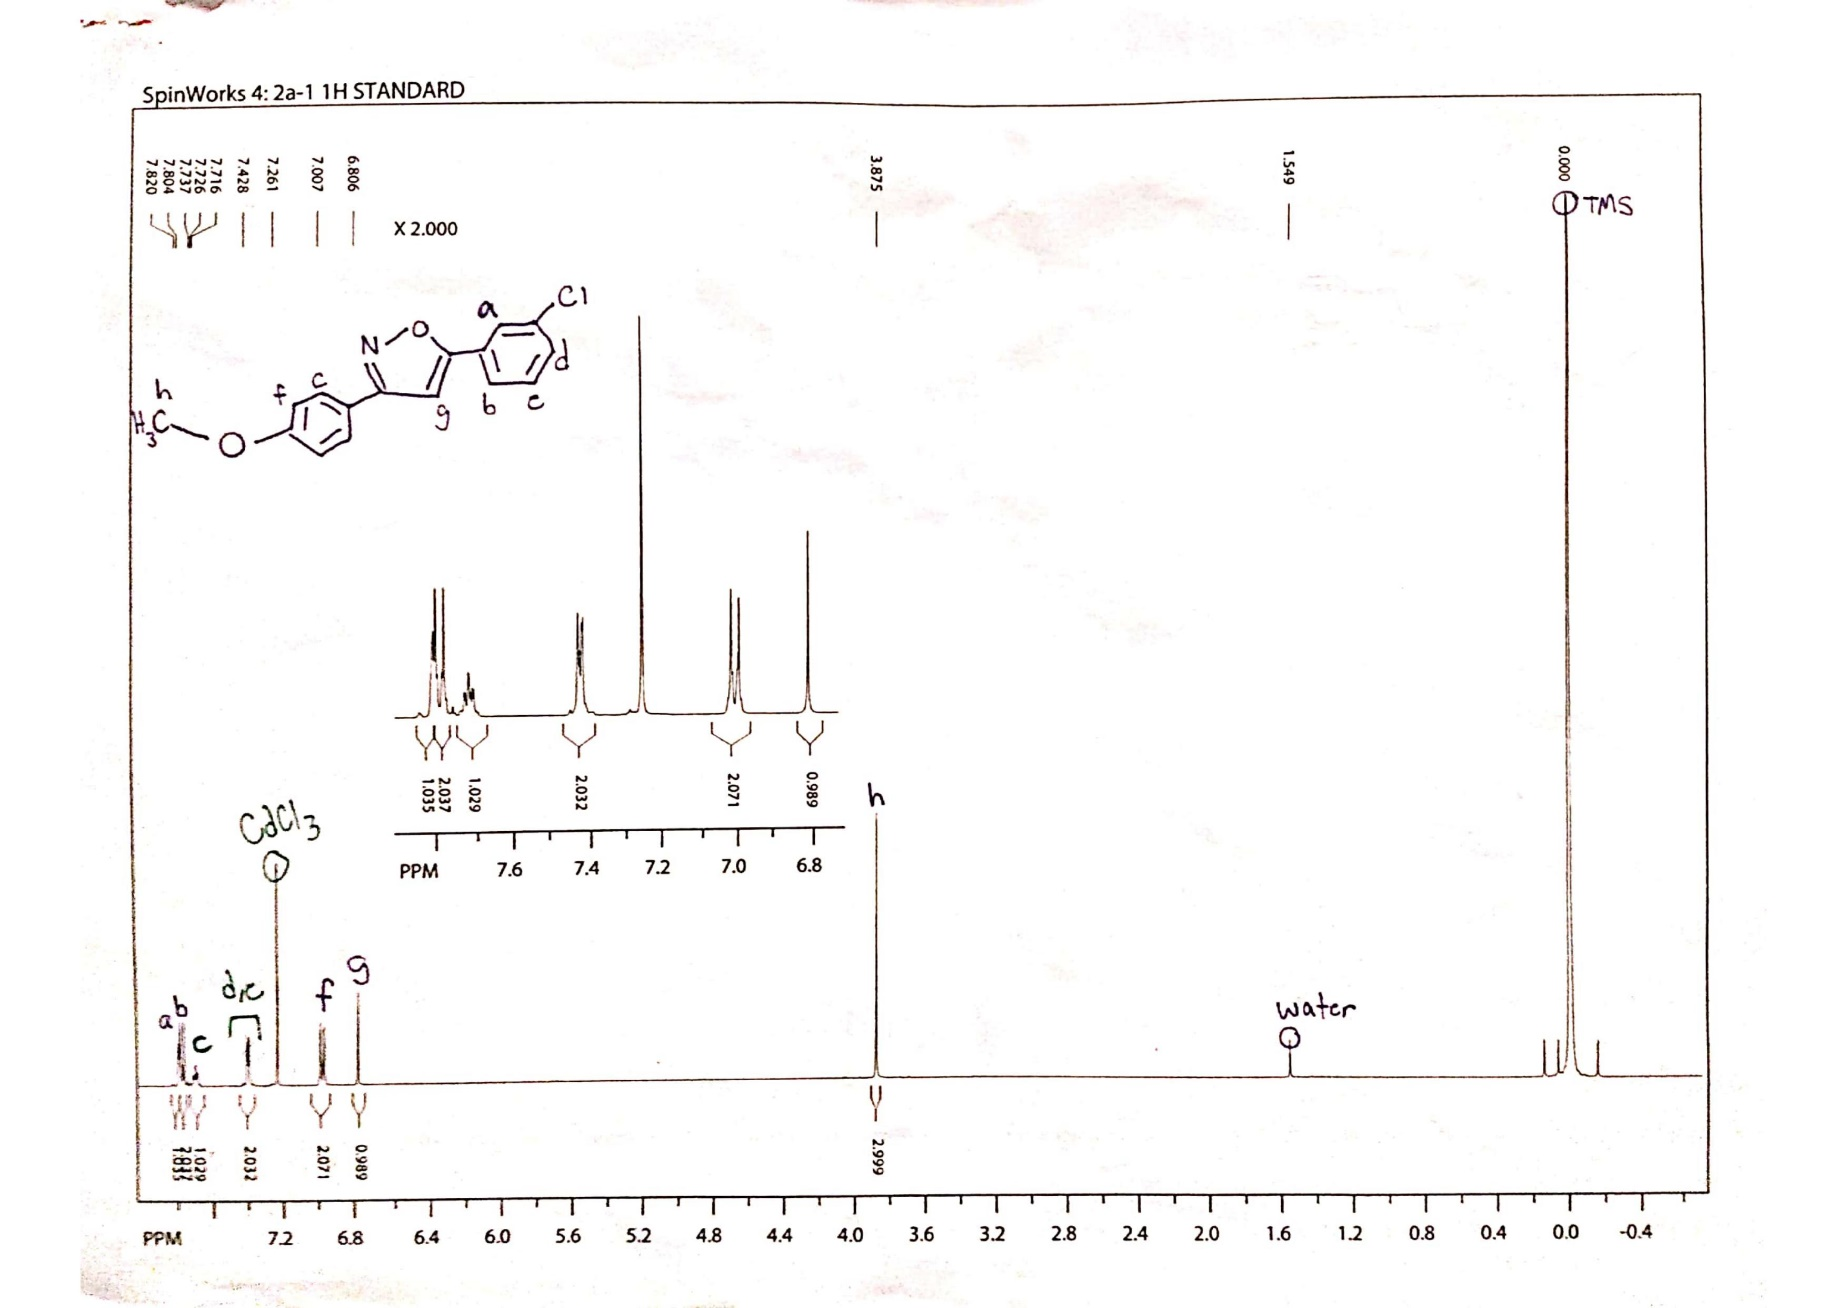 SpinWorks 4: 2a-1 1H STANDARD
7.820
7.804
7.737
7.726
7.716
7.428
7.261
7.007
6.806
X 2.000
3.875
1.549
0.000
TMS
Cl
a
N
O
d
h
f
c
g
b
e
H3C
O
1.035
2.037
1.029
2.032
2.071
0.989
PPM 7.6 7.4 7.2 7.0 6.8
h
CdCl3
a
b
c
d,e
f
g
water
1.035
2.037
1.029
2.032
2.071
0.989
2.999
PPM 7.2 6.8 6.4 6.0 5.6 5.2 4.8 4.4 4.0 3.6 3.2 2.8 2.4 2.0 1.6 1.2 0.8 0.4 0.0 -0.4